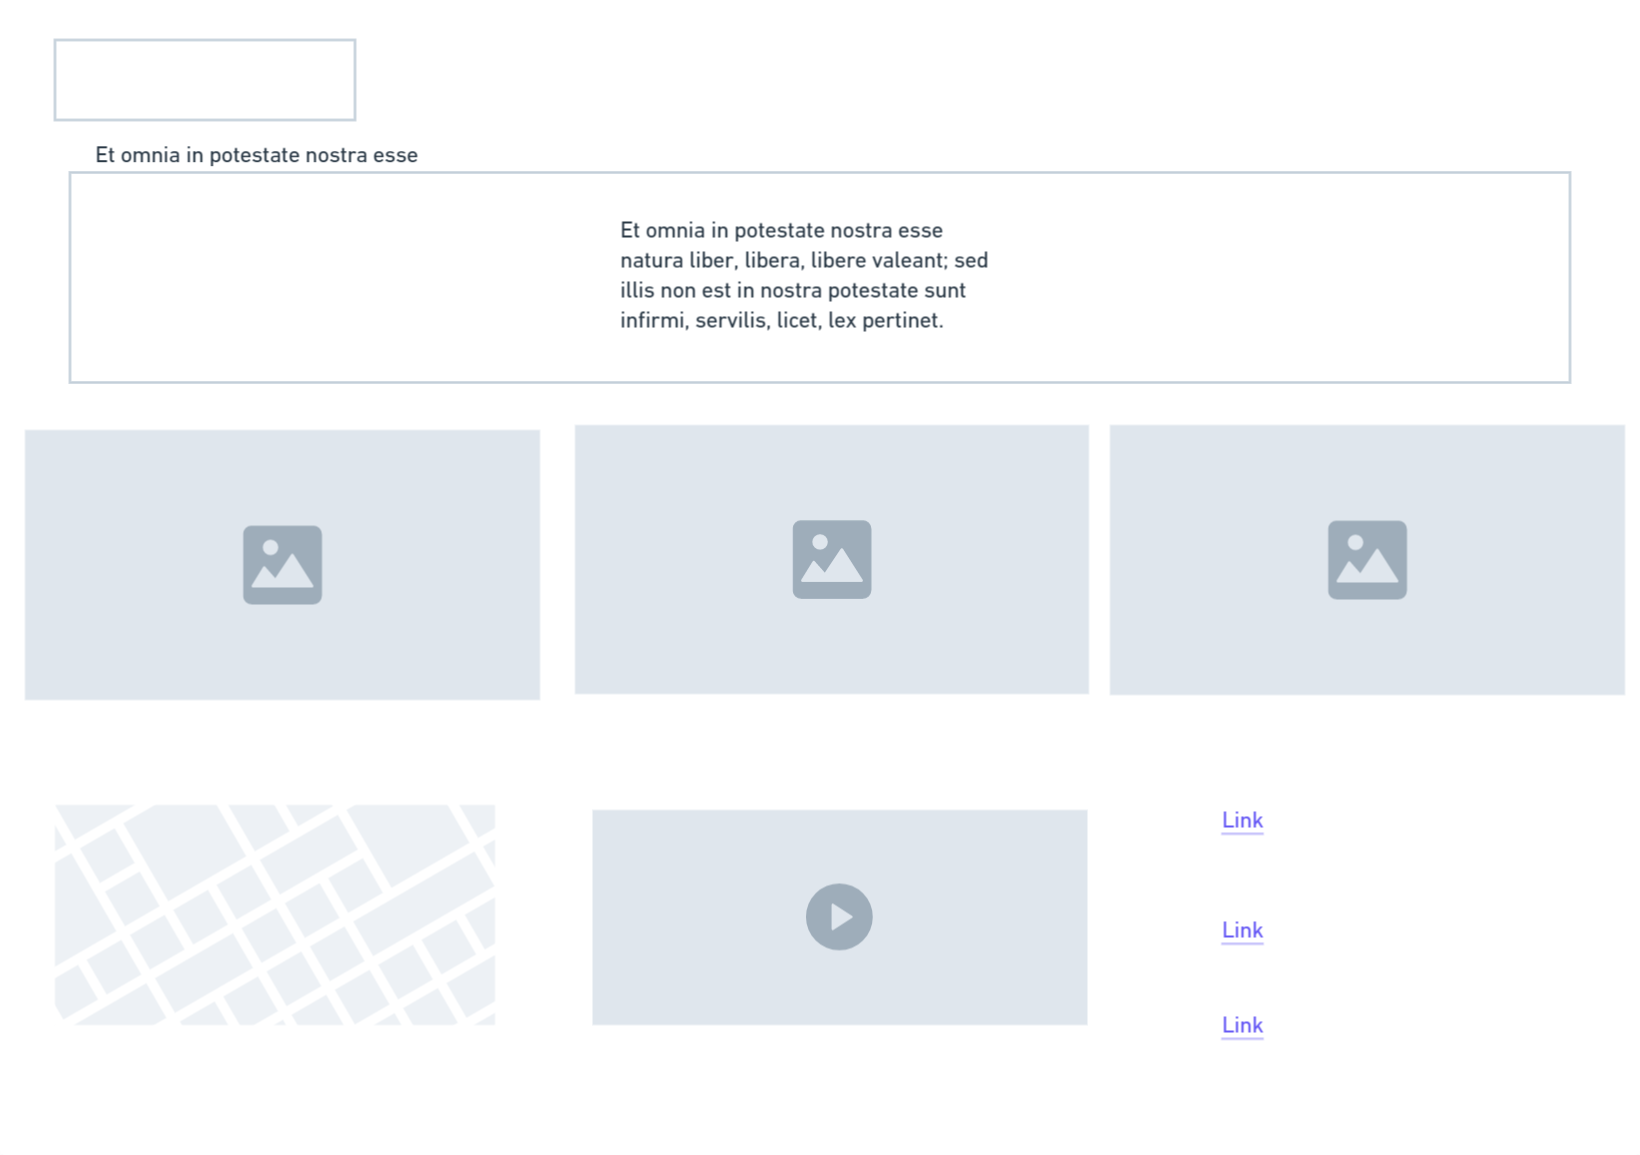 Et omnia in potestate nostra esse
Et omnia in potestate nostra esse
natura liber, libera, libere valeant; sed
illis non est in nostra potestate sunt
infirmi, servilis, licet, lex pertinet.
Link
Link
Link